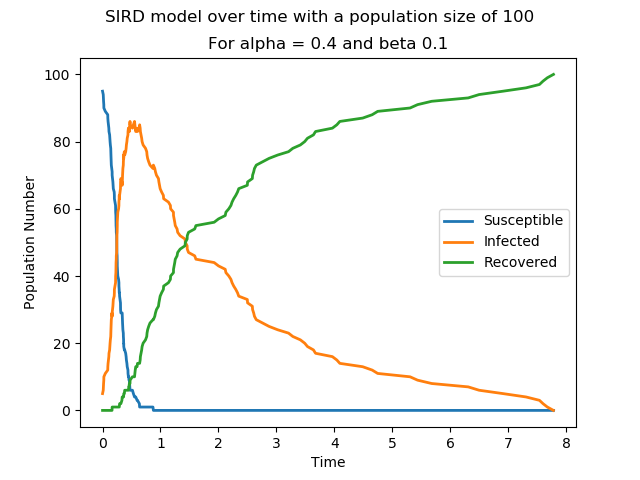 SIRD model over time with a population size of 100
For alpha = 0.4 and beta 0.1
100
80
60
40
20
0
Population Number
Susceptible
Infected
Recovered
0 1 2 3 4 5 6 7 8
Time